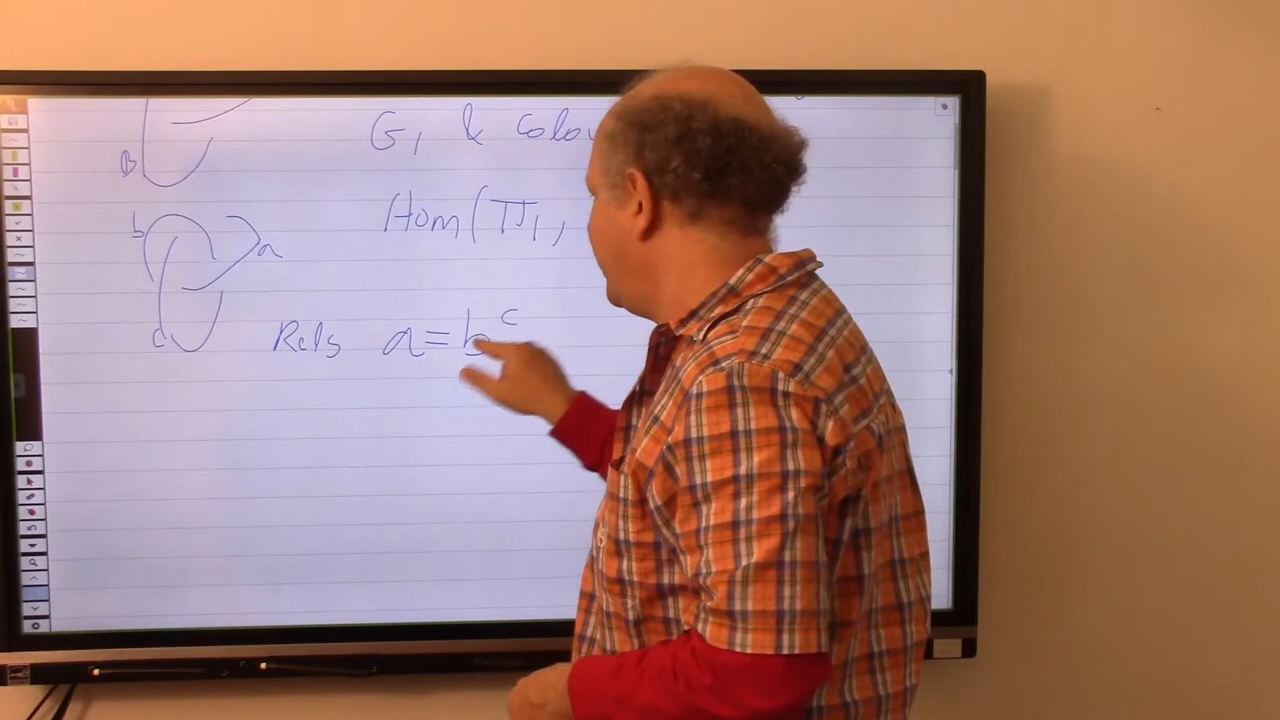 G, & Colou
B
b
Hom(π₁,
a
c
Rels a=b^c